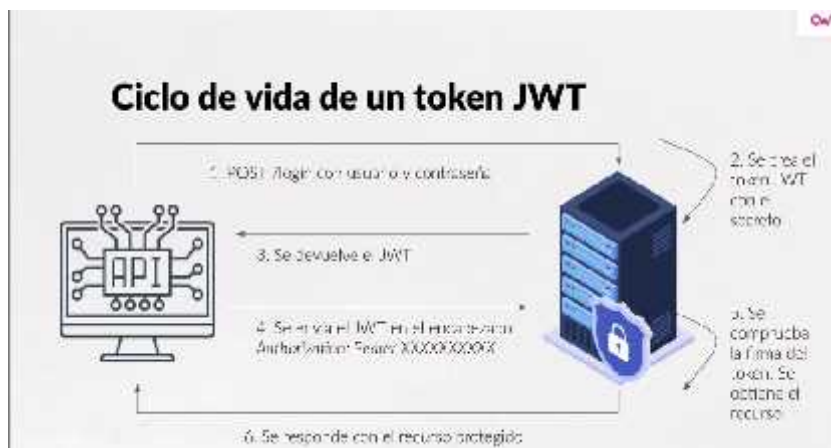 Ciclo de vida de un token JWT
1. POST /login con usuario y contraseña
2. Se crea el
token JWT
con el
secreto
API
3. Se devuelve el JWT
4. Se envia el JWT en el encabezado
Authorization: Bearer XXXXXXXXXX
5. Se
comprueba
la firma del
token. Se
obtiene el
recurso
6. Se responde con el recurso protegido